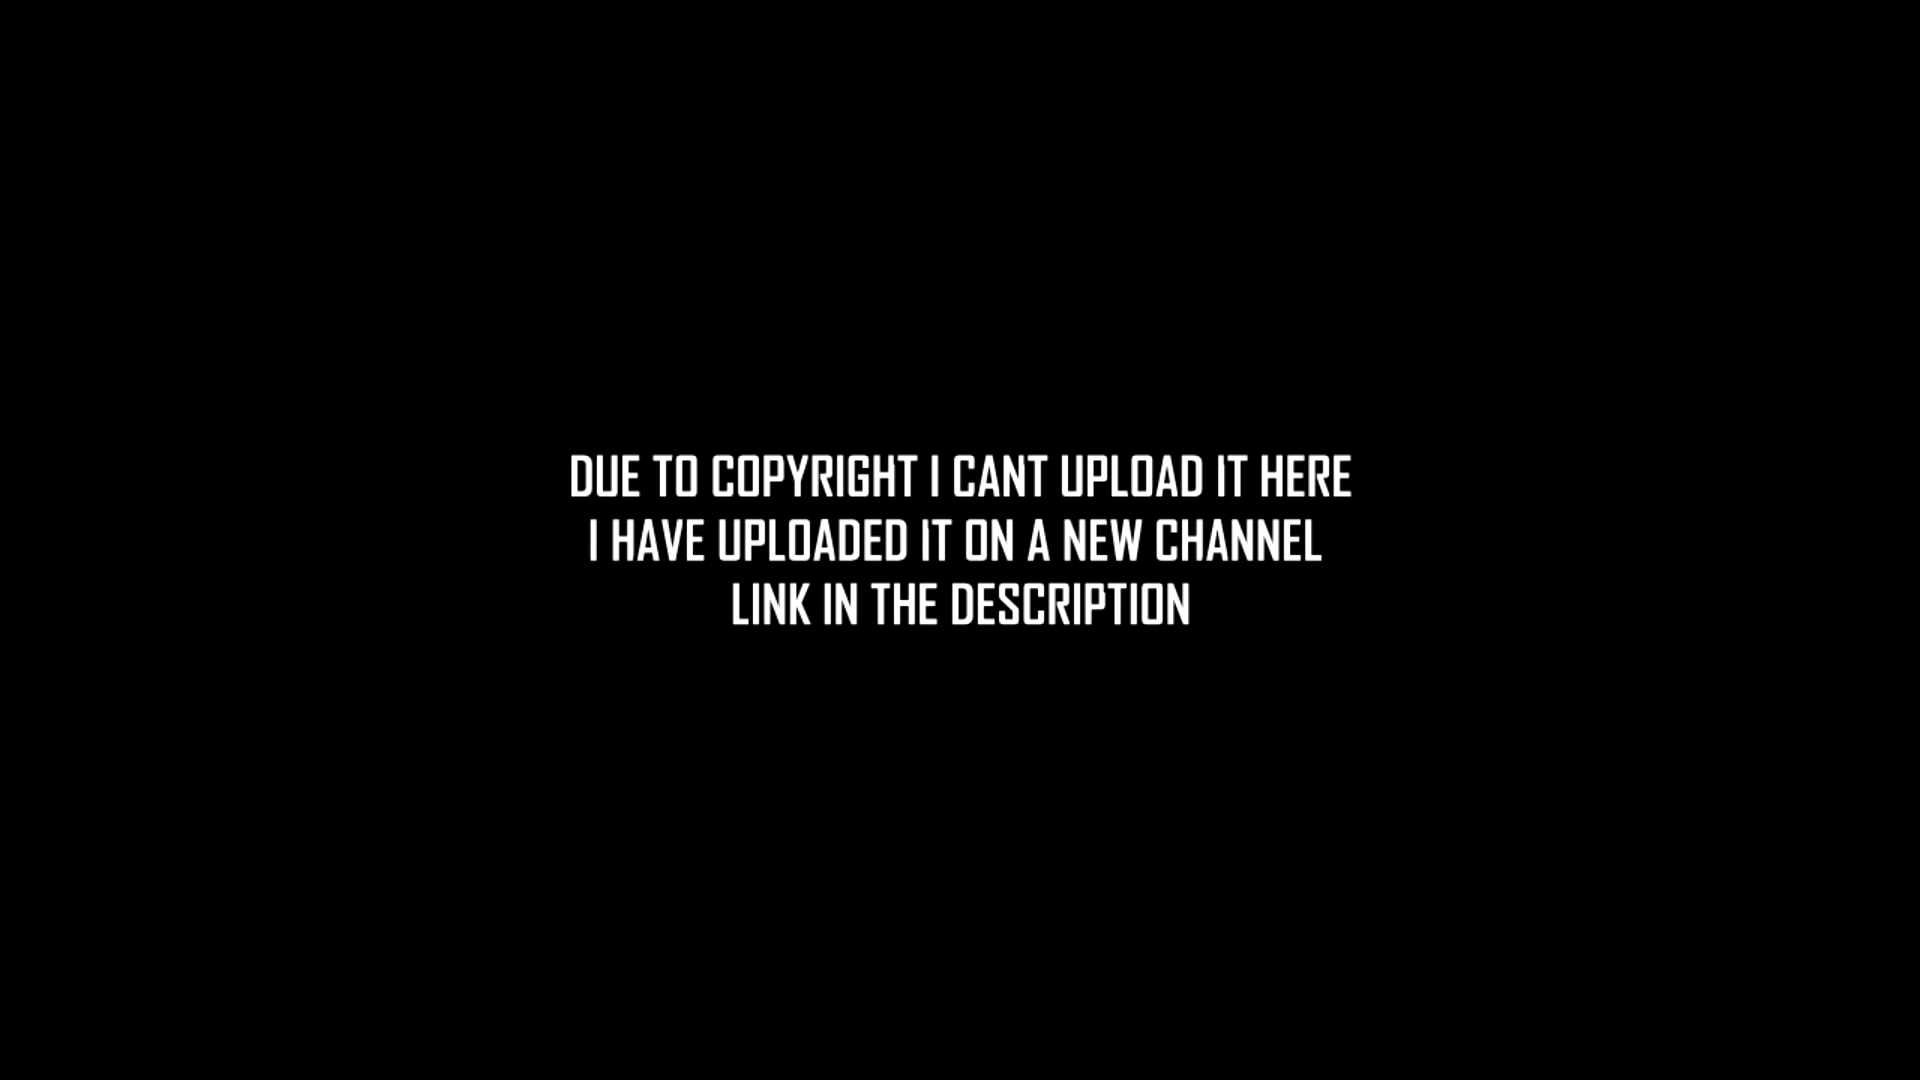 DUE TO COPYRIGHT I CANT UPLOAD IT HERE
I HAVE UPLOADED IT ON A NEW CHANNEL
LINK IN THE DESCRIPTION